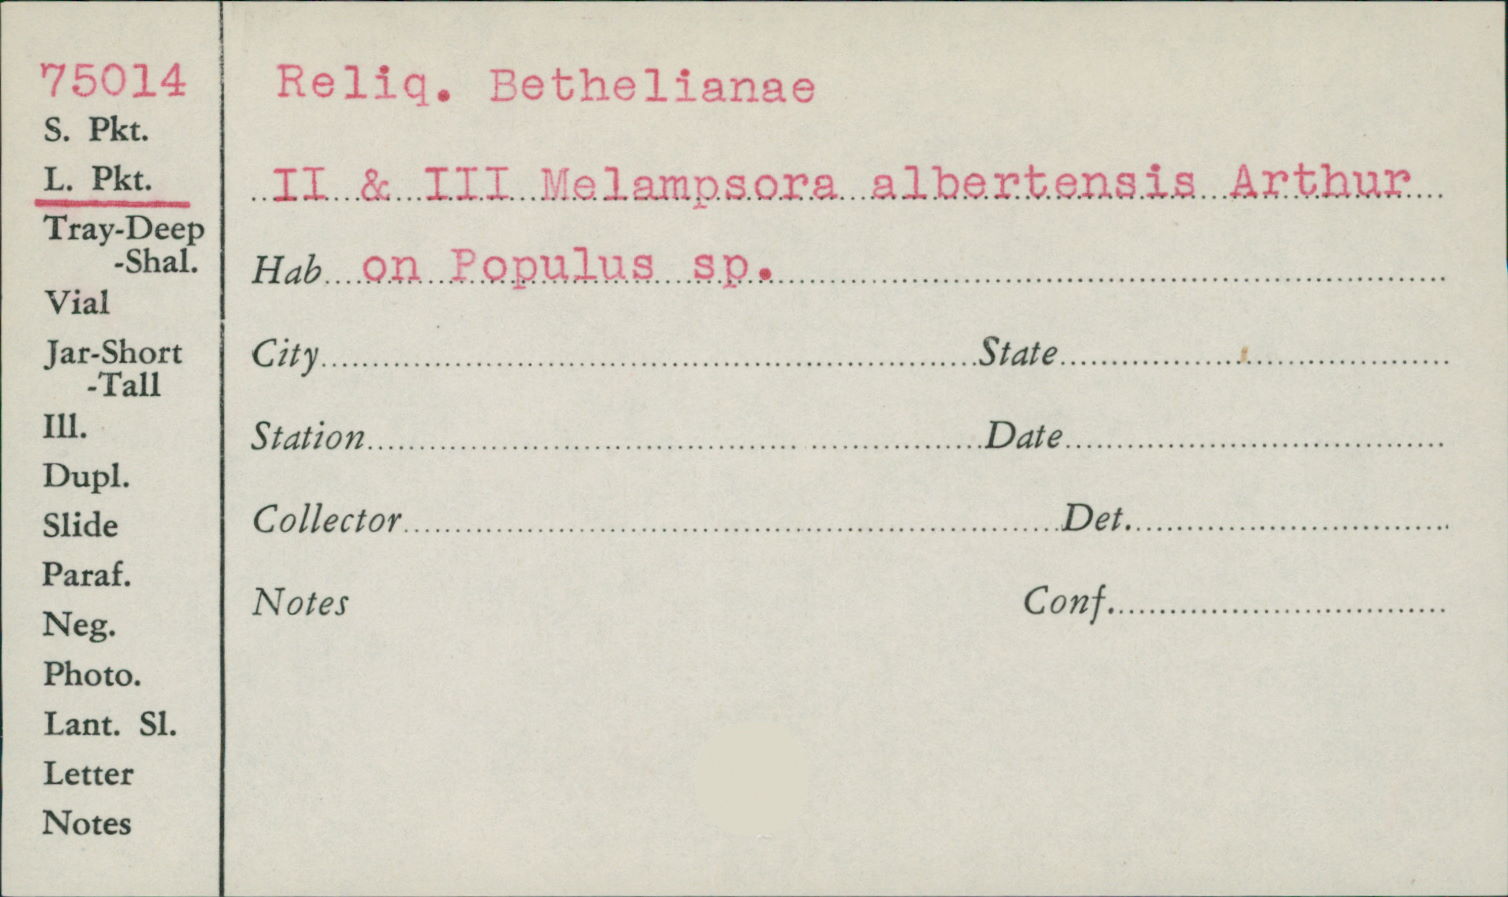 75014
S. Pkt.
L. Pkt.
Tray-Deep
-Shal.
Vial
Jar-Short
-Tall
Ill.
Dupl.
Slide
Paraf.
Neg.
Photo.
Lant. Sl.
Letter
Notes
Reliq. Bethelianae
II & III Melampsora albertensis Arthur
Hab on Populus sp.
City State
Station Date
Collector Det.
Notes Conf.